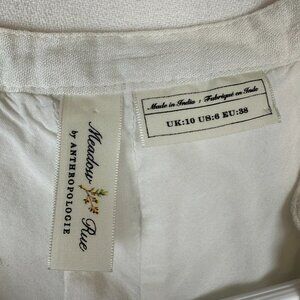 Meadow Rue
by ANTHROPOLOGIE
Made in India : Fabriqué en Inde
UK:10 US:6 EU:38